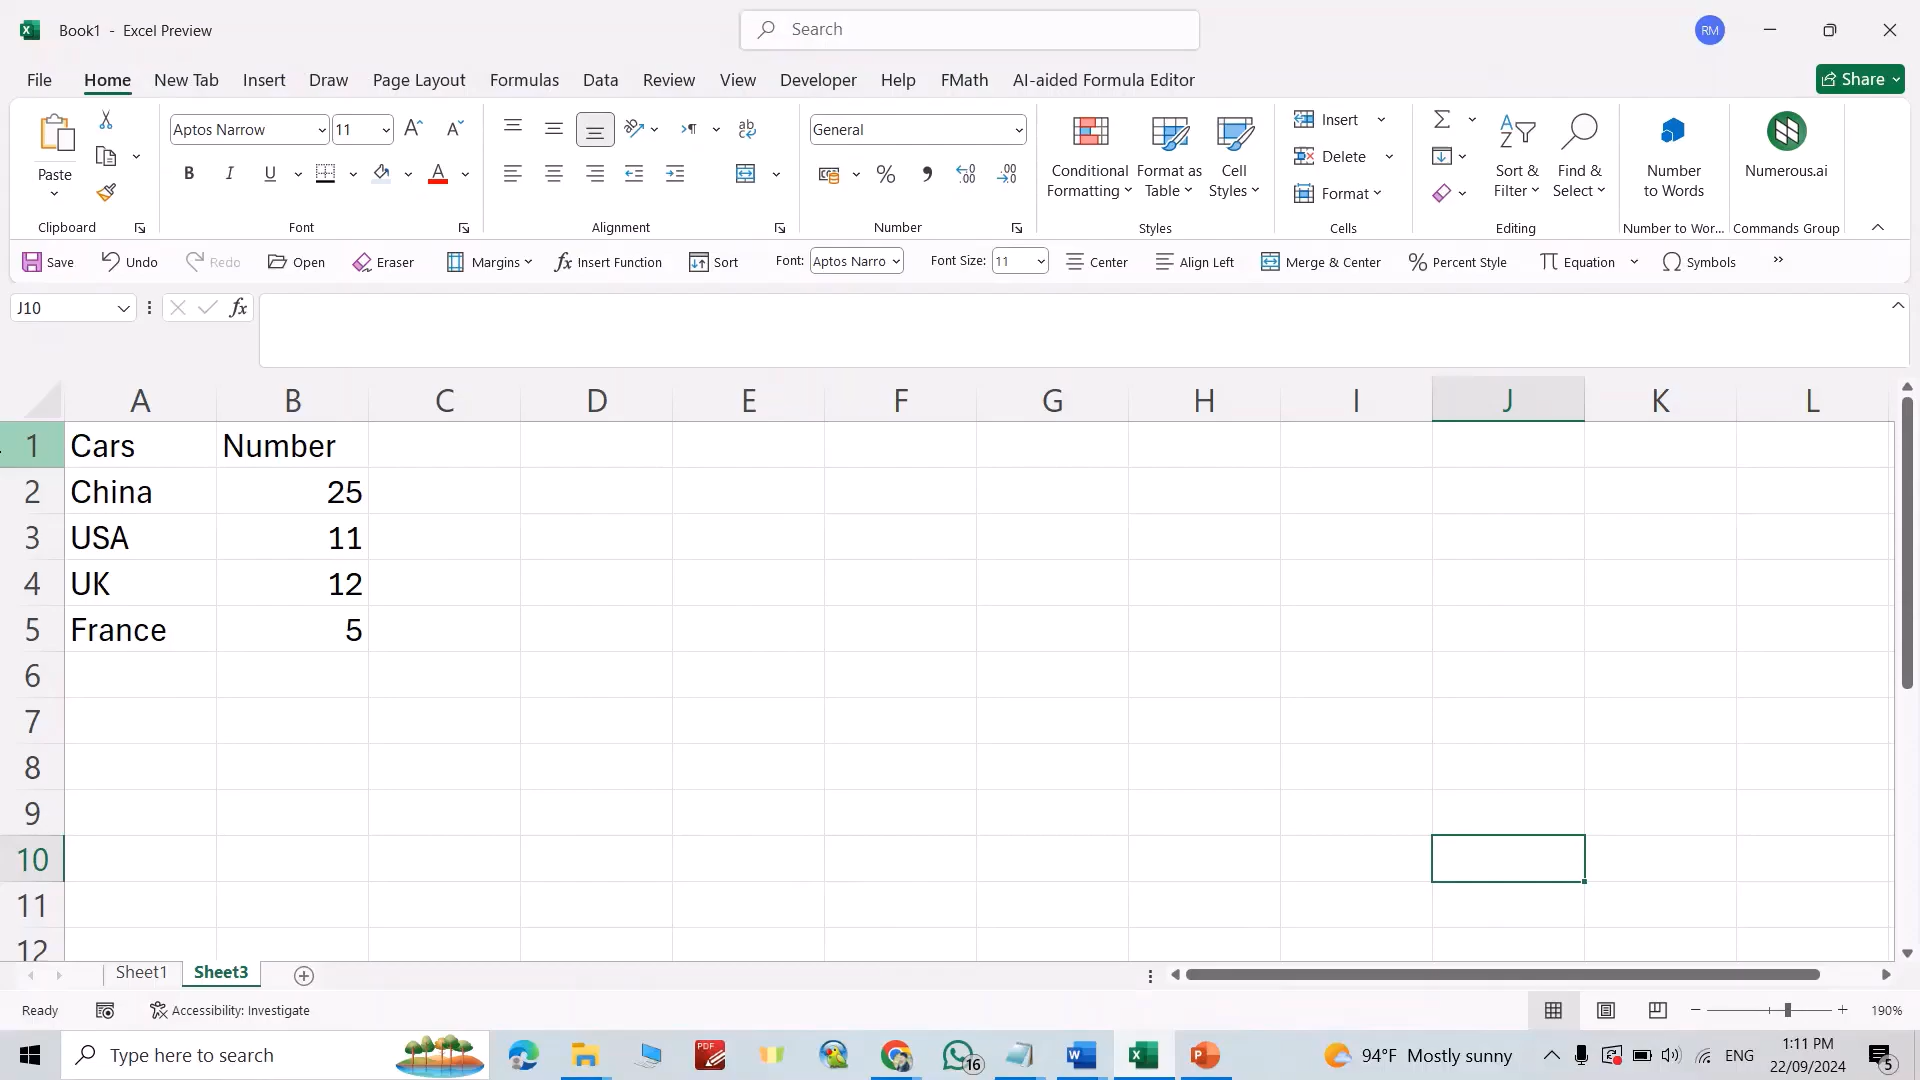 Book1 - Excel Preview
Search
RM
File Home New Tab Insert Draw Page Layout Formulas Data Review View Developer Help FMath AI-aided Formula Editor
Share
Paste
Clipboard
Aptos Narrow 11
B I U
Font
Alignment
General
Number
Conditional Formatting
Format as Table
Cell Styles
Styles
Insert
Delete
Format
Cells
Sort & Filter
Find & Select
Editing
Number to Words
Number to Wor...
Numerous.ai
Commands Group
Save Undo Redo Open Eraser Margins Insert Function Sort Font: Aptos Narro Font Size: 11 Center Align Left Merge & Center Percent Style Equation Symbols
J10
fx
A B C D E F G H I J K L
1 Cars Number
2 China 25
3 USA 11
4 UK 12
5 France 5
6
7
8
9
10
11
12
Sheet1 Sheet3
Ready Accessibility: Investigate 190%
Type here to search
PDF
16
94°F Mostly sunny
ENG
1:11 PM
22/09/2024
5